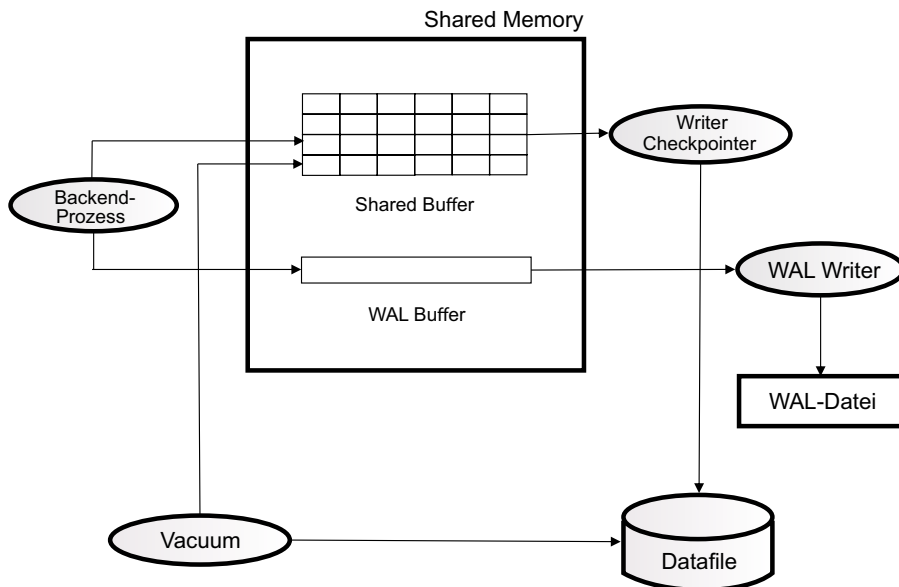 Shared Memory
Writer
Checkpointer
Backend-
Prozess
Shared Buffer
WAL Writer
WAL Buffer
WAL-Datei
Vacuum
Datafile